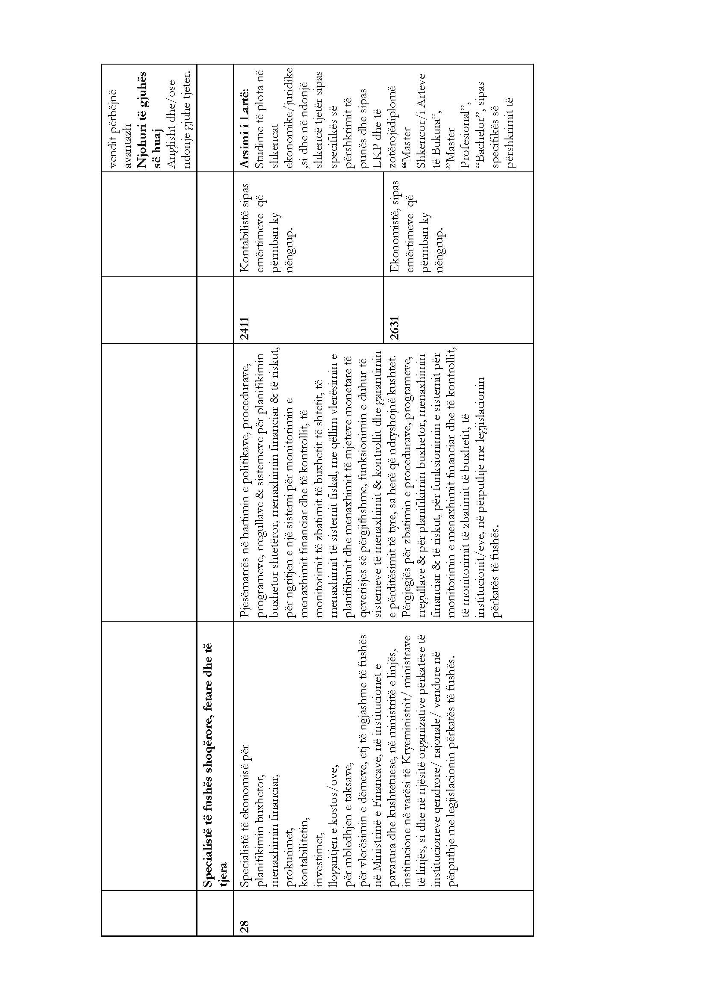 vendit përbëjnë
avantazh
Njohuri të gjuhës
së huaj
Anglisht dhe/ose
ndonje gjuhe tjeter.
Specialistë të fushës shoqërore, fetare dhe të
tjera
28
Specialistë të ekonomisë për
planifikimin buxhetor,
menaxhimin financiar,
prokurimet,
kontabilitetin,
investimet,
llogaritjen e kostos/ove,
për mbledhjen e taksave,
për vlerësimin e dëmeve, etj të ngjashme të fushës
në Ministrinë e Financave, në institucionet e
pavarura dhe kushtetuese, në ministritë e linjës,
institucione në varësi të Kryeministrit/ ministrave
të linjës, si dhe në njësitë organizative përkatëse të
institucioneve qendrore/ rajonale/ vendore në
përputhje me legjislacionin përkatës të fushës.
Pjesëmarrës në hartimin e politikave, procedurave,
programeve, rregullave & sistemeve për planifikimin
buxhetor shtetëror, menaxhimin financiar & të riskut,
për ngritjen e një sistemi për monitorimin e
menaxhimit financiar dhe të kontrollit, të
monitorimit të zbatimit të buxhetit të shtetit, të
menaxhimit të sistemit fiskal, me qëllim vlerësimin e
planifikimit dhe menaxhimit të mjeteve monetare të
qeverisjes së përgjithshme, funksionimin e duhur të
sistemeve të menaxhimit & kontrollit dhe garantimin
e përditësimit të tyre, sa herë që ndryshojnë kushtet.
Përgjegjës për zbatimin e procedurave, programeve,
rregullave & për planifikimin buxhetor, menaxhimin
financiar & të riskut, për funksionimin e sistemit për
monitorimin e menaxhimit financiar dhe të kontrollit,
të monitorimit të zbatimit të buxhetit, të
institucionit/eve, në përputhje me legjislacionin
përkatës të fushës.
2411
Kontabilistë sipas
emërtimeve që
përmban ky
nëngrup.
2631
Ekonomistë, sipas
emërtimeve që
përmban ky
nëngrup.
Arsimi i Lartë:
Studime të plota në
shkencat
ekonomike/juridike
,si dhe në ndonjë
shkencë tjetër sipas
specifikës së
përshkrimit të
punës dhe sipas
LKP dhe të
zotërojëdiplomë
“Master
Shkencor/i Arteve
të Bukura”,
”Master
Profesional”,
“Bachelor”, sipas
specifikës së
përshkrimit të